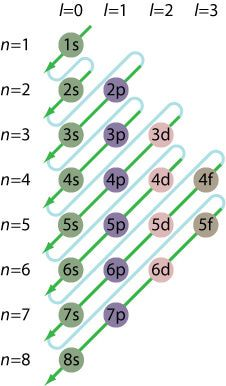 l=0 l=1 l=2 l=3
n=1 1s
n=2 2s 2p
n=3 3s 3p 3d
n=4 4s 4p 4d 4f
n=5 5s 5p 5d 5f
n=6 6s 6p 6d
n=7 7s 7p
n=8 8s